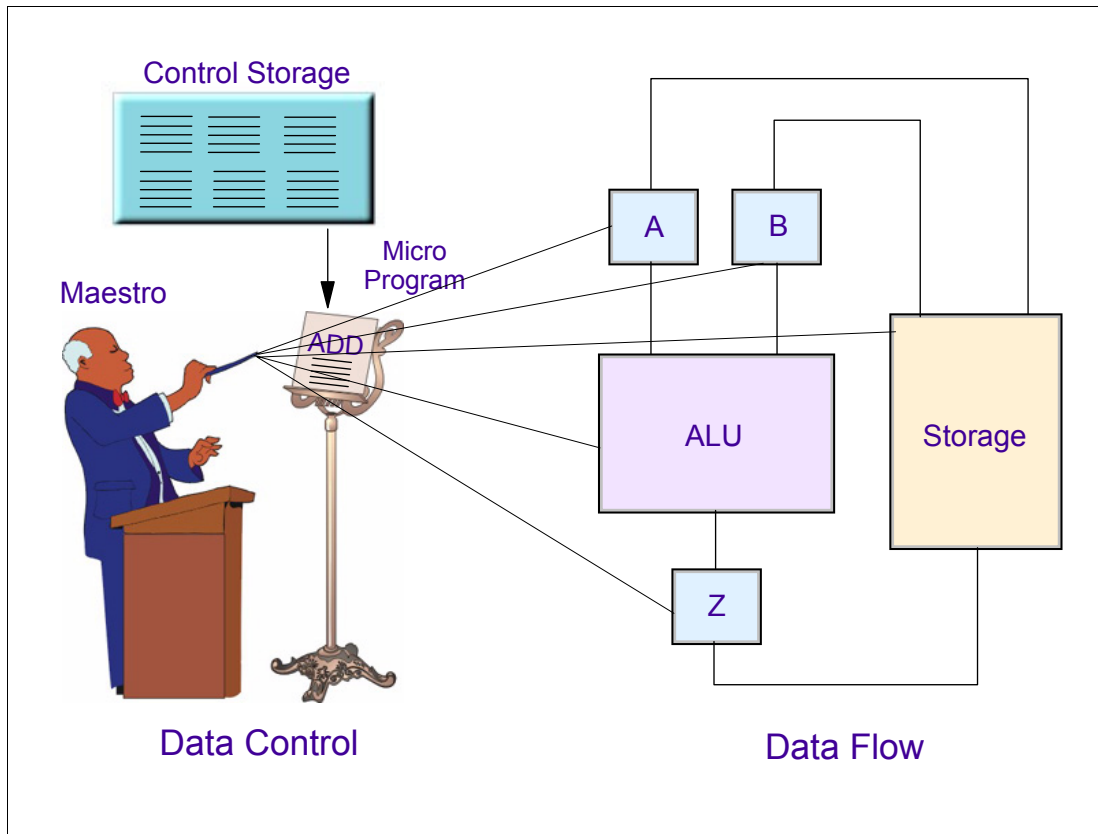 Control Storage
Micro
Program
Maestro
ADD
A
B
ALU
Storage
Z
Data Control
Data Flow